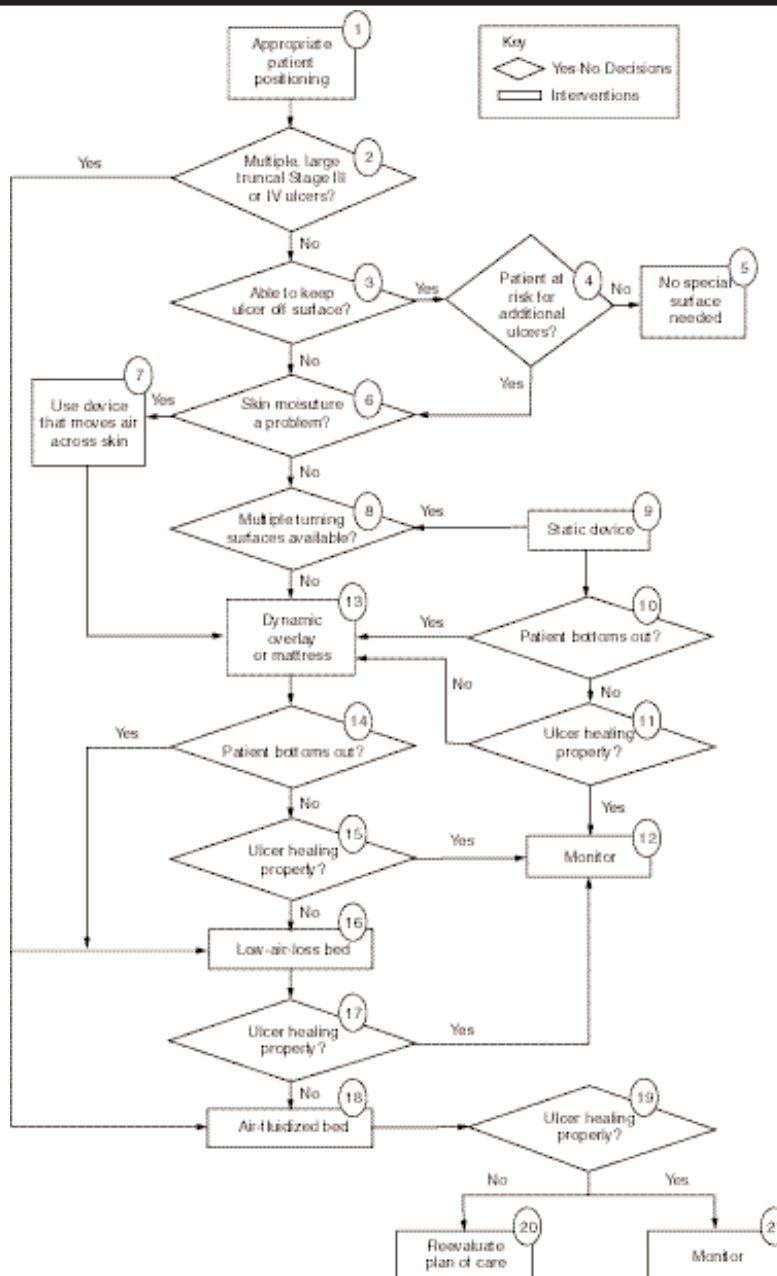 1
Appropriate
patient
positioning
Key
Yes-No Decisions
Interventions
Yes
2
Multiple, large
truncal Stage III
or IV ulcers?
No
3
Able to keep
ulcer off surface?
Yes
4
Patient at
risk for
additional
ulcers?
No
5
No special
surface
needed
No
Yes
7
Use device
that moves air
across skin
Yes
6
Skin moisuture
a problem?
No
8
Multiple turning
surfaces available?
Yes
9
Static device
No
13
Dynamic
overlay
or mattress
Yes
10
Patient bottoms out?
No
No
11
Ulcer healing
properly?
Yes
14
Patient bottoms out?
Yes
No
15
Ulcer healing
properly?
Yes
12
Monitor
No
16
Low-air-loss bed
17
Ulcer healing
properly?
Yes
No
18
Air-fluidized bed
19
Ulcer healing
properly?
No
Yes
20
Reevaluate
plan of care
Monitor